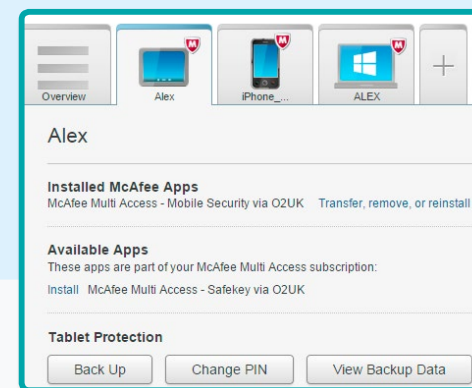 Overview
Alex
iPhone_...
ALEX
Alex
Installed McAfee Apps
McAfee Multi Access - Mobile Security via O2UK Transfer, remove, or reinstall
Available Apps
These apps are part of your McAfee Multi Access subscription:
Install McAfee Multi Access - Safekey via O2UK
Tablet Protection
Back Up
Change PIN
View Backup Data